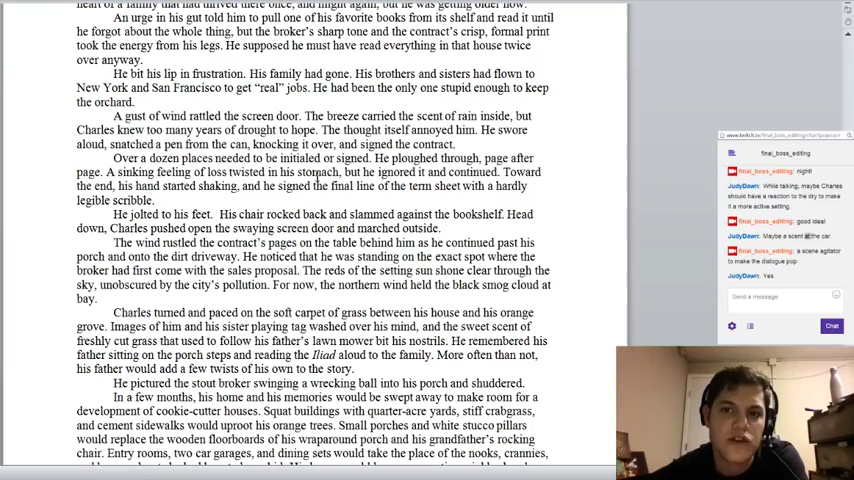 heart of a family that had thrived there once, and might again, but he was getting older now.
An urge in his gut told him to pull one of his favorite books from its shelf and read it until
he forgot about the whole thing, but the broker's sharp tone and the contract's crisp, formal print
took the energy from his legs. He supposed he must have read everything in that house twice
over anyway.
He bit his lip in frustration. His family had gone. His brothers and sisters had flown to
New York and San Francisco to get “real” jobs. He had been the only one stupid enough to keep
the orchard.
A gust of wind rattled the screen door. The breeze carried the scent of rain inside, but
Charles knew too many years of drought to hope. The thought itself annoyed him. He swore
aloud, snatched a pen from the can, knocking it over, and signed the contract.
Over a dozen places needed to be initialed or signed. He ploughed through, page after
page. A sinking feeling of loss twisted in his stomach, but he ignored it and continued. Toward
the end, his hand started shaking, and he signed the final line of the term sheet with a hardly
legible scribble.
He jolted to his feet. His chair rocked back and slammed against the bookshelf. Head
down, Charles pushed open the swaying screen door and marched outside.
The wind rustled the contract's pages on the table behind him as he continued past his
porch and onto the dirt driveway. He noticed that he was standing on the exact spot where the
broker had first come with the sales proposal. The reds of the setting sun shone clear through the
sky, unobscured by the city's pollution. For now, the northern wind held the black smog cloud at
bay.
Charles turned and paced on the soft carpet of grass between his house and his orange
grove. Images of him and his sister playing tag washed over his mind, and the sweet scent of
freshly cut grass that used to follow his father's lawn mower bit his nostrils. He remembered his
father sitting on the porch steps and reading the Iliad aloud to the family. More often than not,
his father would add a few twists of his own to the story.
He pictured the stout broker swinging a wrecking ball into his porch and shuddered.
In a few months, his home and his memories would be swept away to make room for a
development of cookie-cutter houses. Squat buildings with quarter-acre yards, stiff crabgrass,
and cement sidewalks would uproot his orange trees. Small porches and white stucco pillars
would replace the wooden floorboards of his wraparound porch and his grandfather's rocking
chair. Entry rooms, two car garages, and dining sets would take the place of the nooks, crannies,
final_boss_editing
final_boss_editing: night!
JudyDawn: While talking, maybe Charles
should have a reaction to the dry air to make
it a more active setting.
final_boss_editing: good idea!
JudyDawn: Maybe a scent at the car
final_boss_editing: a scene agitator
to make the dialogue pop
JudyDawn: Yes
Send a message
Chat